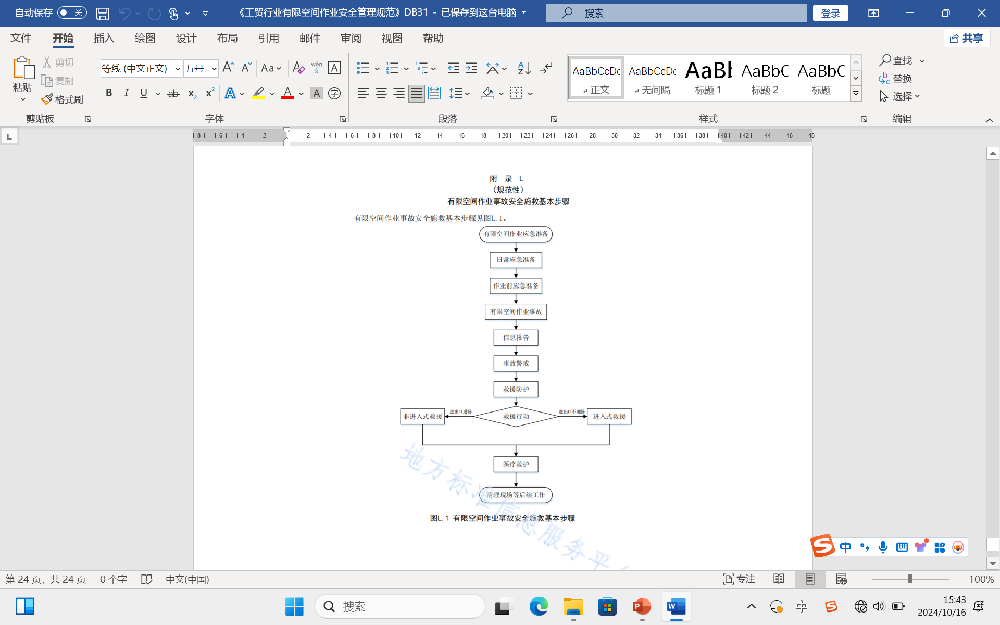 自动保存 关 《工贸行业有限空间作业安全管理规范》DB31 - 已保存到这台电脑 搜索 登录
文件 开始 插入 绘图 设计 布局 引用 邮件 审阅 视图 帮助 共享
粘贴 剪切 复制 格式刷
剪贴板
等线 (中文正文) 五号 A A Aa A wén 文 A
B I U ab x₂ x² A A A 字
字体
段落
AaBbCcDc 正文
AaBbCcDc 无间隔
AaBb 标题 1
AaBbC 标题 2
AaBbC 标题
样式
查找
替换
选择
编辑
8 6 4 2 2 4 6 8 10 12 14 16 18 20 22 24 26 28 30 32 34 36 38 40 42 44 46 48
附 录 L
（规范性）
有限空间作业事故安全施救基本步骤
有限空间作业事故安全施救基本步骤见图L.1。
有限空间作业应急准备
日常应急准备
作业前应急准备
有限空间作业事故
信息报告
事故警戒
救援防护
非进入式救援 进出口通畅 救援行动 进出口不通畅 进入式救援
医疗救护
清理现场等后续工作
图L.1 有限空间作业事故安全施救基本步骤
地方标准信息服务平
中
第 24 页，共 24 页 0 个字 中文(中国) 专注 100%
搜索
中
15:43
2024/10/16